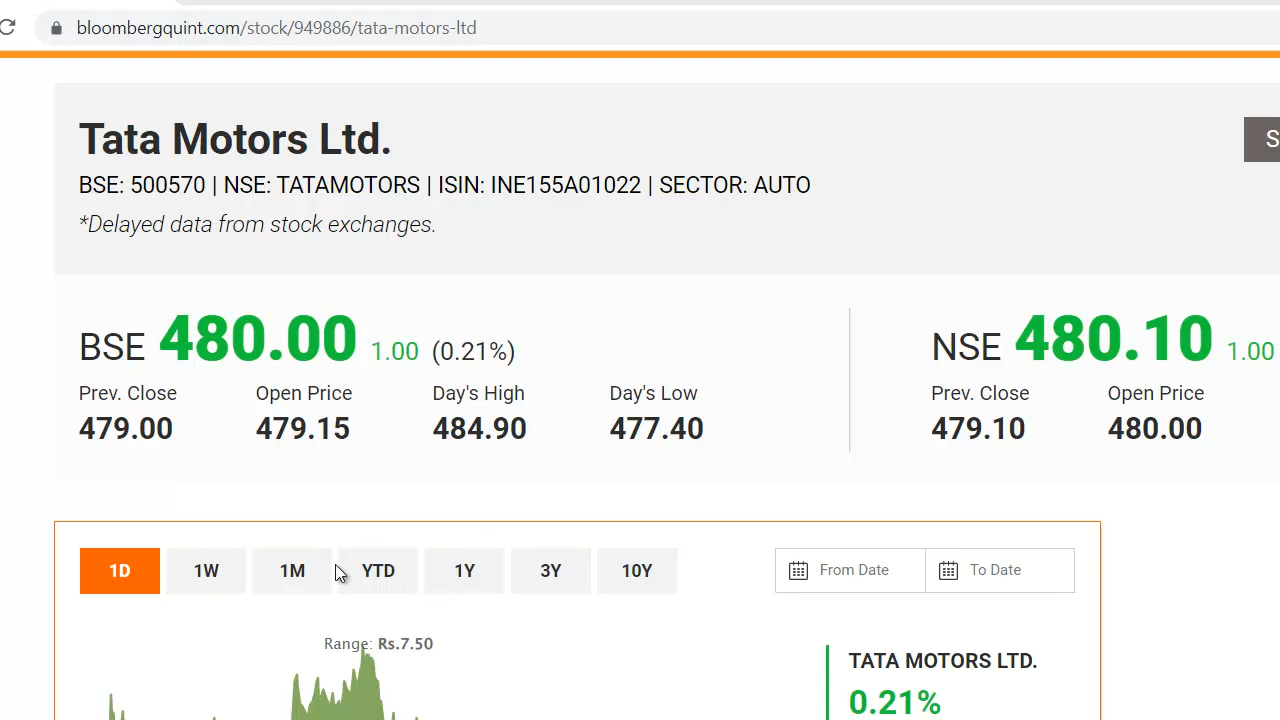 bloombergquint.com/stock/949886/tata-motors-ltd
Tata Motors Ltd.
BSE: 500570 | NSE: TATAMOTORS | ISIN: INE155A01022 | SECTOR: AUTO
*Delayed data from stock exchanges.
S
BSE 480.00 1.00 (0.21%)
Prev. Close Open Price Day's High Day's Low
479.00 479.15 484.90 477.40
NSE 480.10 1.00
Prev. Close Open Price
479.10 480.00
1D 1W 1M YTD 1Y 3Y 10Y
From Date To Date
Range: Rs.7.50
TATA MOTORS LTD.
0.21%